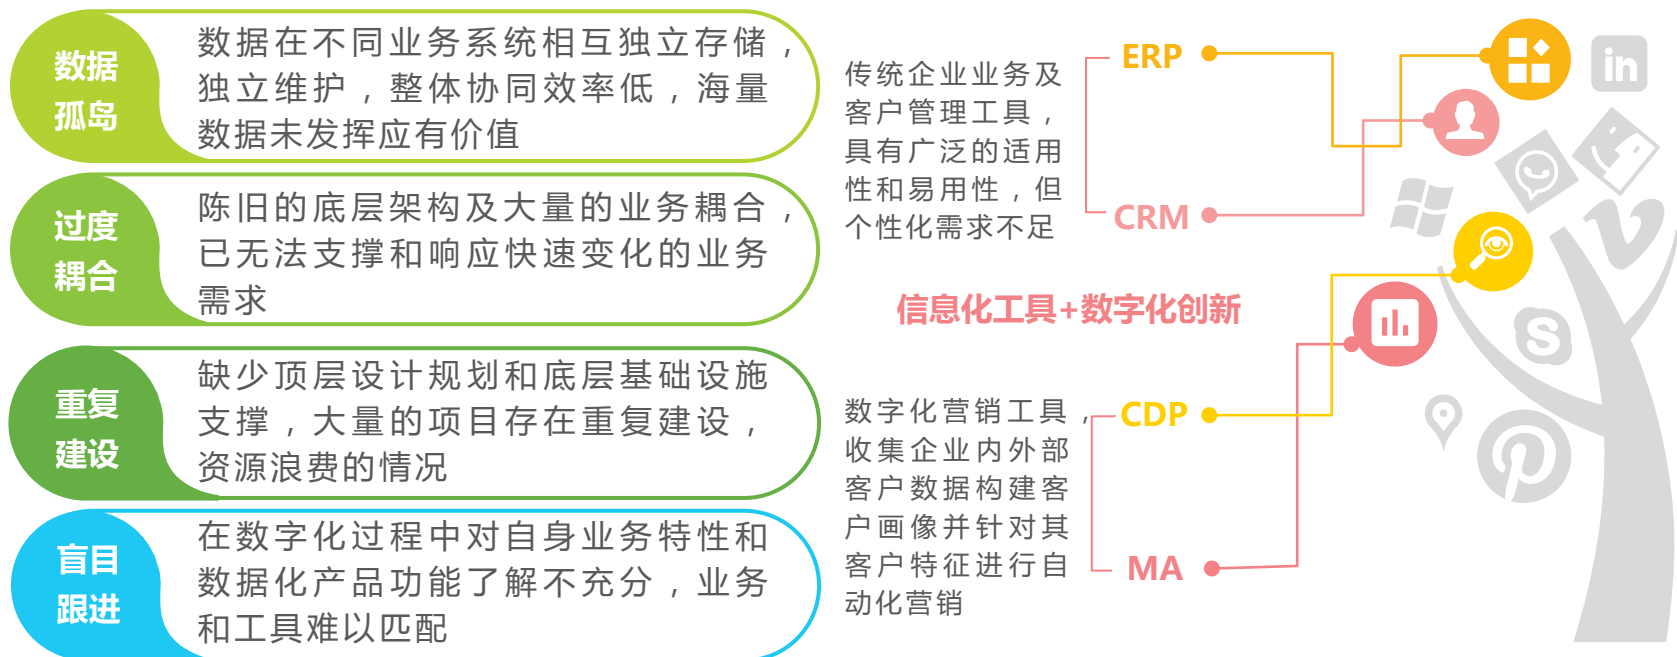 数据
孤岛
数据在不同业务系统相互独立存储，
独立维护，整体协同效率低，海量
数据未发挥应有价值
过度
耦合
陈旧的底层架构及大量的业务耦合，
已无法支撑和响应快速变化的业务
需求
重复
建设
缺少顶层设计规划和底层基础设施
支撑，大量的项目存在重复建设，
资源浪费的情况
盲目
跟进
在数字化过程中对自身业务特性和
数据化产品功能了解不充分，业务
和工具难以匹配
传统企业业务及
客户管理工具，
具有广泛的适用
性和易用性，但
个性化需求不足
ERP
CRM
信息化工具+数字化创新
数字化营销工具，
收集企业内外部
客户数据构建客
户画像并针对其
客户特征进行自
动化营销
CDP
MA
in